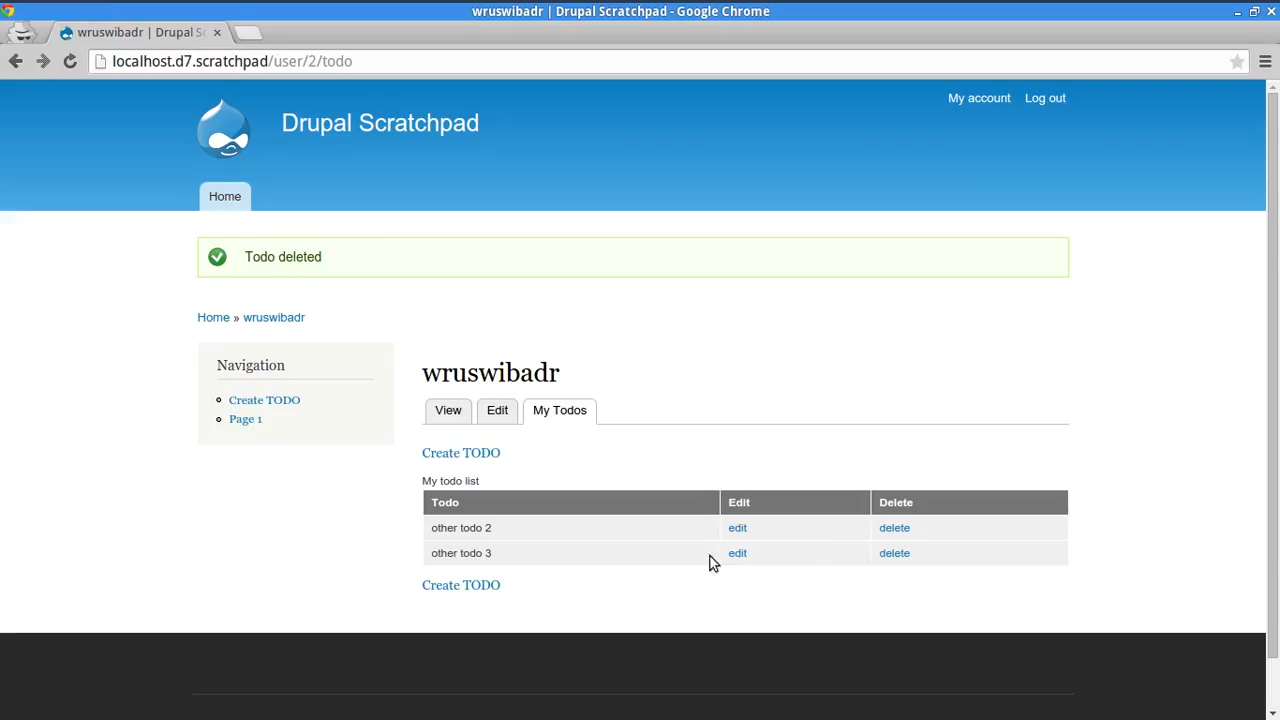 wruswibadr | Drupal Scratchpad - Google Chrome
wruswibadr | Drupal Sc
localhost.d7.scratchpad/user/2/todo
My account Log out
Drupal Scratchpad
Home
Todo deleted
Home » wruswibadr
Navigation
Create TODO
Page 1
wruswibadr
View Edit My Todos
Create TODO
My todo list
Todo Edit Delete
other todo 2 edit delete
other todo 3 edit delete
Create TODO